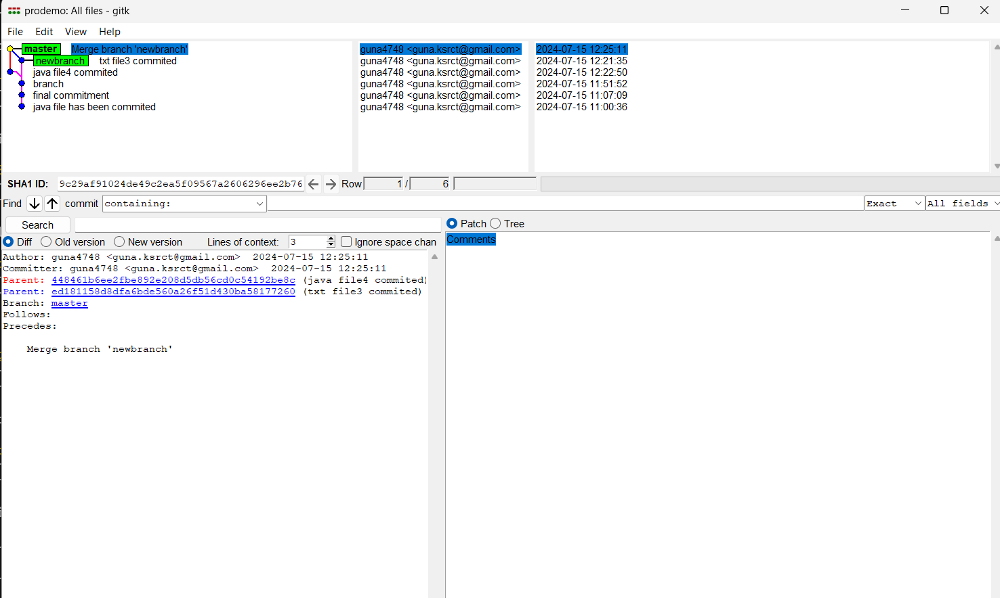 prodemo: All files - gitk
File Edit View Help
master Merge branch 'newbranch' guna4748 <guna.ksrct@gmail.com> 2024-07-15 12:25:11
newbranch txt file3 commited guna4748 <guna.ksrct@gmail.com> 2024-07-15 12:21:35
java file4 commited guna4748 <guna.ksrct@gmail.com> 2024-07-15 12:22:50
branch guna4748 <guna.ksrct@gmail.com> 2024-07-15 11:51:52
final commitment guna4748 <guna.ksrct@gmail.com> 2024-07-15 11:07:09
java file has been commited guna4748 <guna.ksrct@gmail.com> 2024-07-15 11:00:36
SHA1 ID: 9c29af91024de49c2ea5f09567a2606296ee2b76 Row 1 / 6
Find commit containing: Exact All fields
Search
Patch Tree
Diff Old version New version Lines of context: 3 Ignore space chan
Comments
Author: guna4748 <guna.ksrct@gmail.com> 2024-07-15 12:25:11
Committer: guna4748 <guna.ksrct@gmail.com> 2024-07-15 12:25:11
Parent: 448461b6ee2fbe892e208d5db56cd0c54192be8c (java file4 commited)
Parent: ed181158d8dfa6bde560a26f51d430ba58177260 (txt file3 commited)
Branch: master
Follows:
Precedes:
Merge branch 'newbranch'